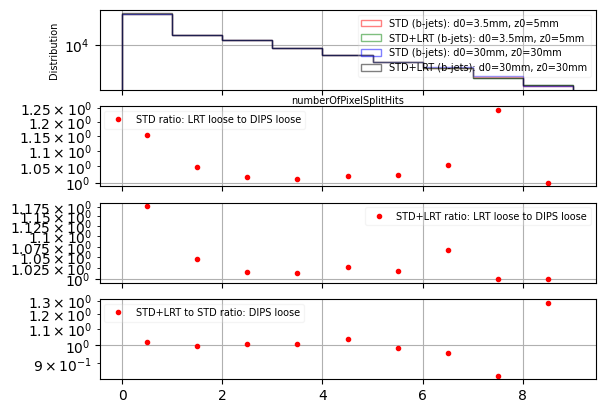 Distribution
10^4
STD (b-jets): d0=3.5mm, z0=5mm
STD+LRT (b-jets): d0=3.5mm, z0=5mm
STD (b-jets): d0=30mm, z0=30mm
STD+LRT (b-jets): d0=30mm, z0=30mm
numberOfPixelSplitHits
1.25 × 10^0
1.2 × 10^0
1.15 × 10^0
1.1 × 10^0
1.05 × 10^0
10^0
STD ratio: LRT loose to DIPS loose
1.175 × 10^0
1.15 × 10^0
1.125 × 10^0
1.1 × 10^0
1.075 × 10^0
1.05 × 10^0
1.025 × 10^0
10^0
STD+LRT ratio: LRT loose to DIPS loose
1.3 × 10^0
1.2 × 10^0
1.1 × 10^0
10^0
9 × 10^-1
STD+LRT to STD ratio: DIPS loose
0 2 4 6 8